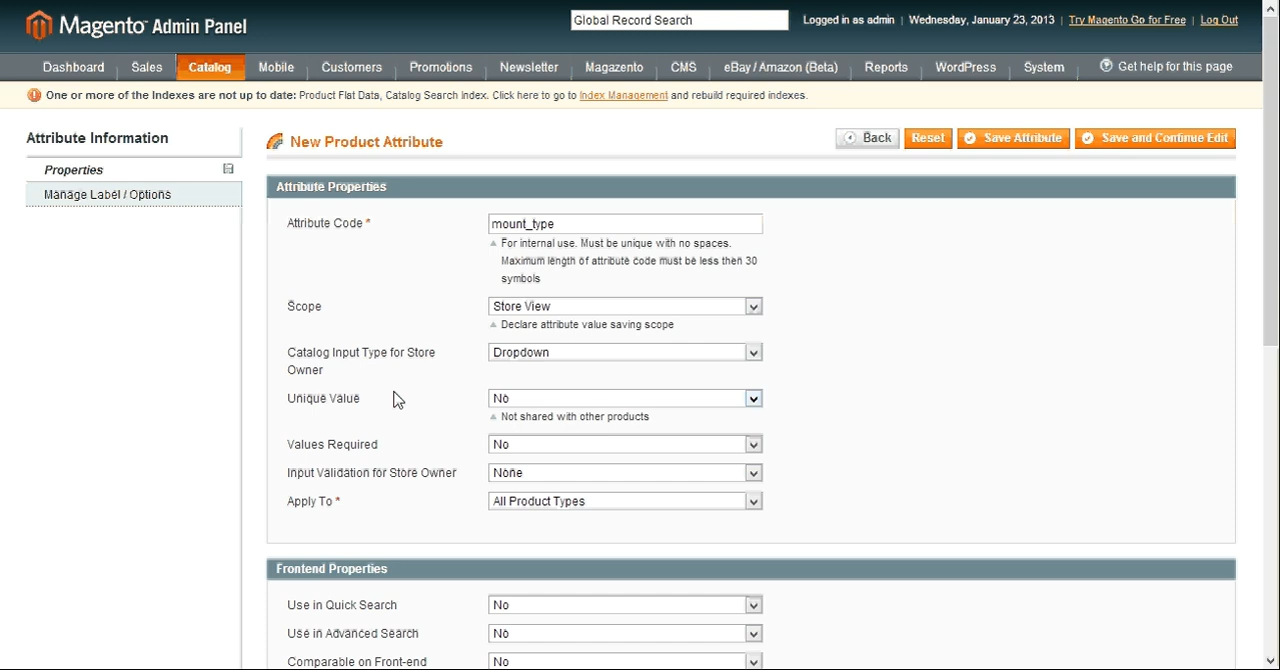 Magento Admin Panel
Global Record Search
Logged in as admin | Wednesday, January 23, 2013 | Try Magento Go for Free | Log Out
Dashboard Sales Catalog Mobile Customers Promotions Newsletter Magazento CMS eBay / Amazon (Beta) Reports WordPress System Get help for this page
One or more of the Indexes are not up to date: Product Flat Data, Catalog Search Index. Click here to go to Index Management and rebuild required indexes.
Attribute Information
Properties
Manage Label / Options
New Product Attribute
Back Reset Save Attribute Save and Continue Edit
Attribute Properties
Attribute Code * mount_type
For internal use. Must be unique with no spaces.
Maximum length of attribute code must be less then 30
symbols
Scope Store View
Declare attribute value saving scope
Catalog Input Type for Store Dropdown
Owner
Unique Value No
Not shared with other products
Values Required No
Input Validation for Store Owner None
Apply To * All Product Types
Frontend Properties
Use in Quick Search No
Use in Advanced Search No
Comparable on Front-end No